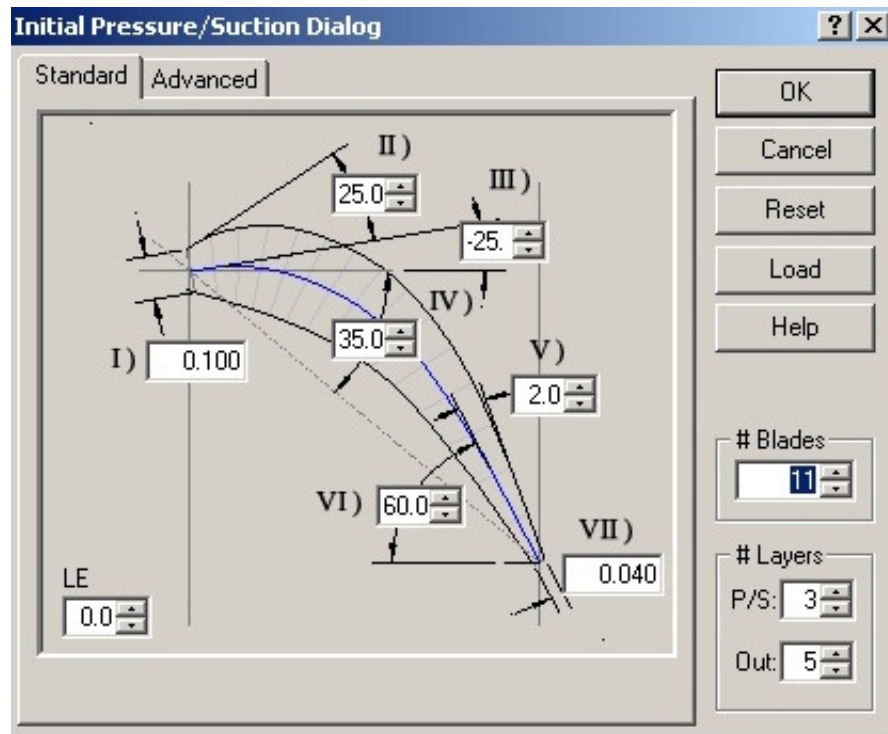 Initial Pressure/Suction Dialog
Standard
Advanced
OK
Cancel
Reset
Load
Help
II )
25.0
III )
-25.
IV )
35.0
I )
0.100
V )
2.0
VI )
60.0
VII )
0.040
LE
0.0
# Blades
11
# Layers
P/S: 3
Out: 5